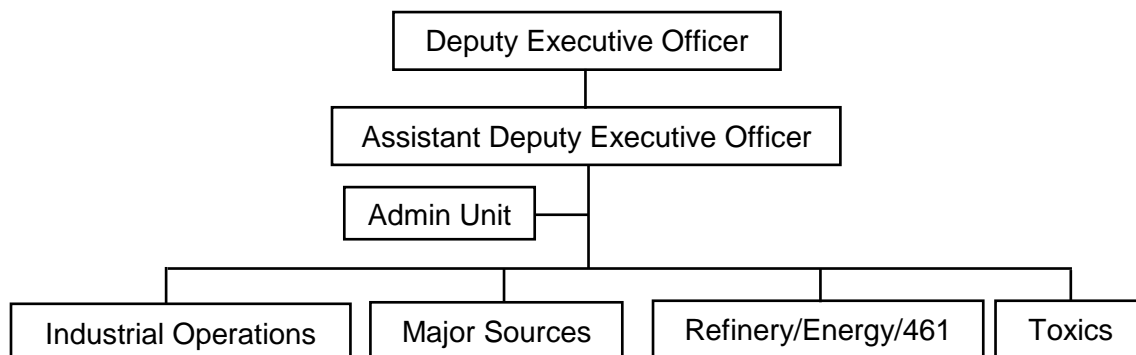 Deputy Executive Officer
Assistant Deputy Executive Officer
Admin Unit
Industrial Operations
Major Sources
Refinery/Energy/461
Toxics